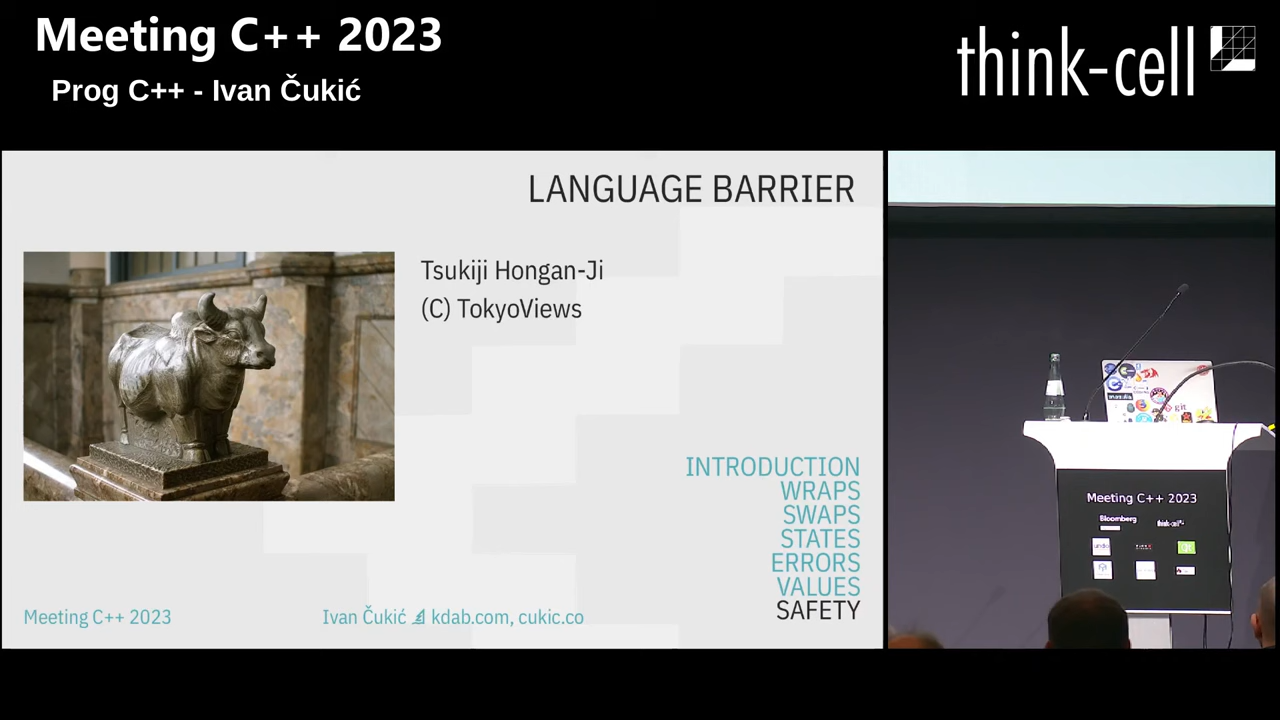 Meeting C++ 2023
Prog C++ - Ivan Čukić
think-cell
LANGUAGE BARRIER
Tsukiji Hongan-Ji
(C) TokyoViews
INTRODUCTION
WRAPS
SWAPS
STATES
ERRORS
VALUES
SAFETY
Meeting C++ 2023
Ivan Čukić
kdab.com, cukic.co
git
Meeting C++ 2023
Bloomberg
think-cell